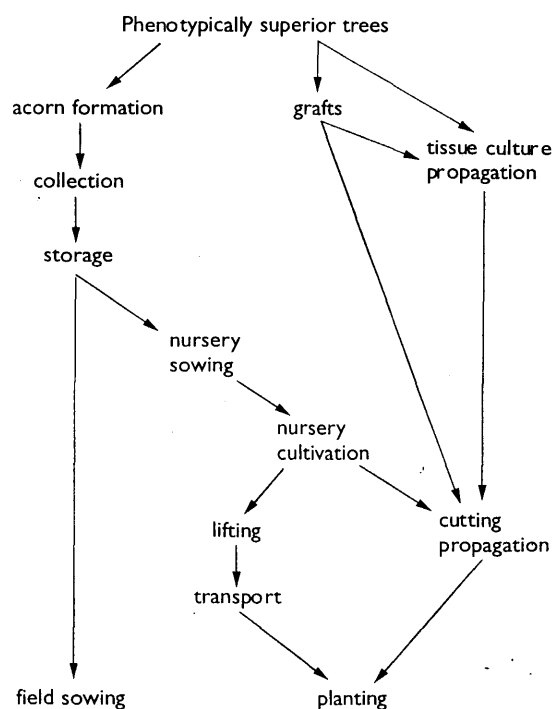 Phenotypically superior trees
acorn formation
grafts
tissue culture
propagation
collection
storage
nursery
sowing
nursery
cultivation
lifting
cutting
propagation
transport
field sowing
planting